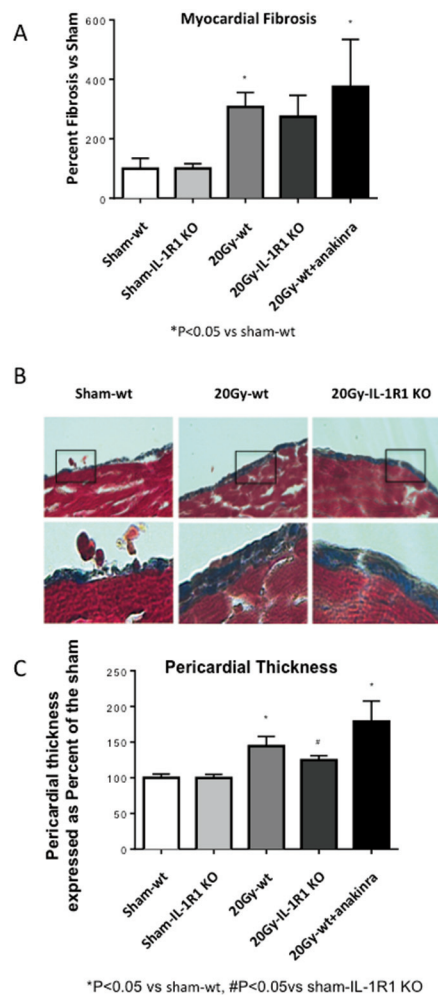 A
Myocardial Fibrosis
Percent Fibrosis vs Sham
600
400
200
0
*
*
Sham-wt
Sham-IL-1R1 KO
20Gy-wt
20Gy-IL-1R1 KO
20Gy-wt+anakinra
*P<0.05 vs sham-wt
B
Sham-wt
20Gy-wt
20Gy-IL-1R1 KO
C
Pericardial Thickness
Pericardial thickness
expressed as Percent of the sham
250
200
150
100
50
0
*
#
*
Sham-wt
Sham-IL-1R1 KO
20Gy-wt
20Gy-IL-1R1 KO
20Gy-wt+anakinra
*P<0.05 vs sham-wt, #P<0.05vs sham-IL-1R1 KO